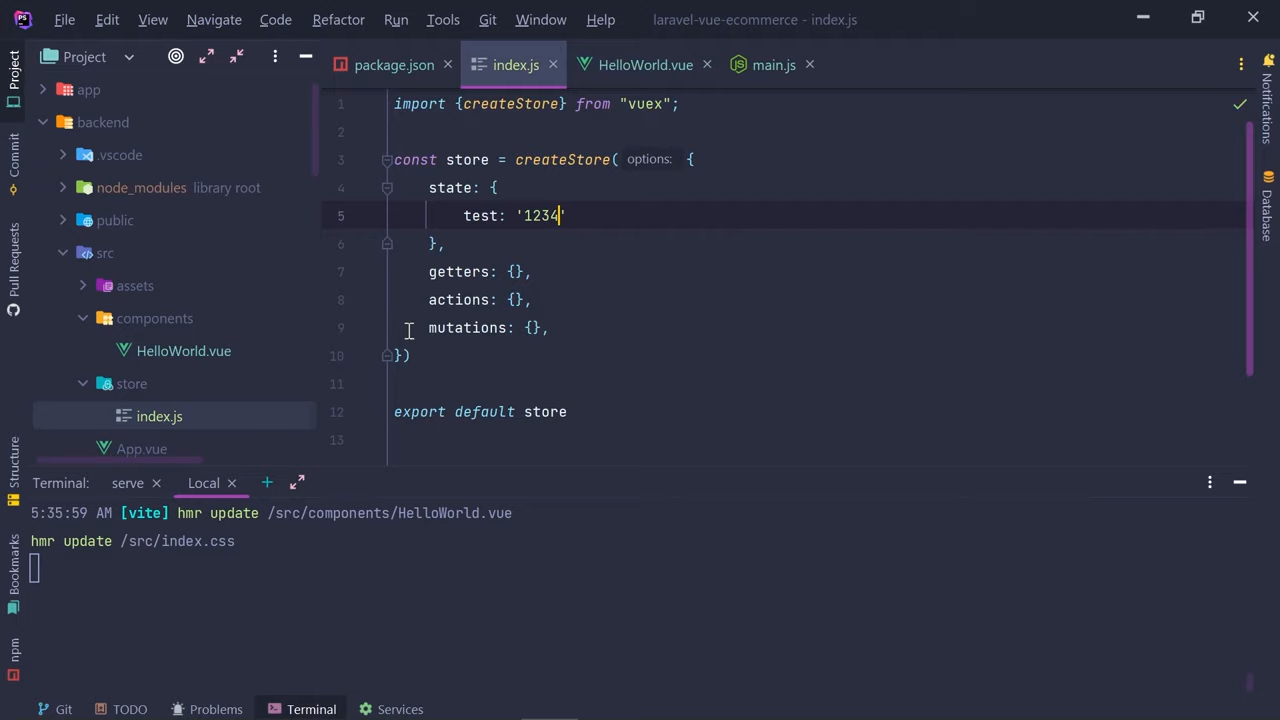 PS File Edit View Navigate Code Refactor Run Tools Git Window Help laravel-vue-ecommerce - index.js
Project
package.json index.js HelloWorld.vue main.js
app
backend
.vscode
node_modules library root
public
src
assets
components
HelloWorld.vue
store
index.js
App.vue
1 import {createStore} from "vuex";
2
3 const store = createStore( options: {
4 state: {
5 test: '1234'
6 },
7 getters: {},
8 actions: {},
9 mutations: {},
10 })
11
12 export default store
13
Project
Commit
Pull Requests
Structure
Bookmarks
npm
Notifications
Database
Terminal: serve Local
5:35:59 AM [vite] hmr update /src/components/HelloWorld.vue
hmr update /src/index.css
Git TODO Problems Terminal Services